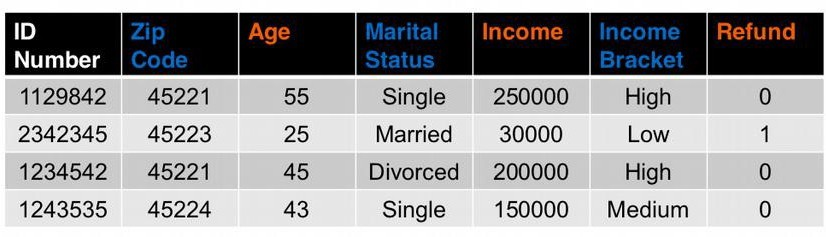 ID Number Zip Code Age Marital Status Income Income Bracket Refund
1129842 45221 55 Single 250000 High 0
2342345 45223 25 Married 30000 Low 1
1234542 45221 45 Divorced 200000 High 0
1243535 45224 43 Single 150000 Medium 0